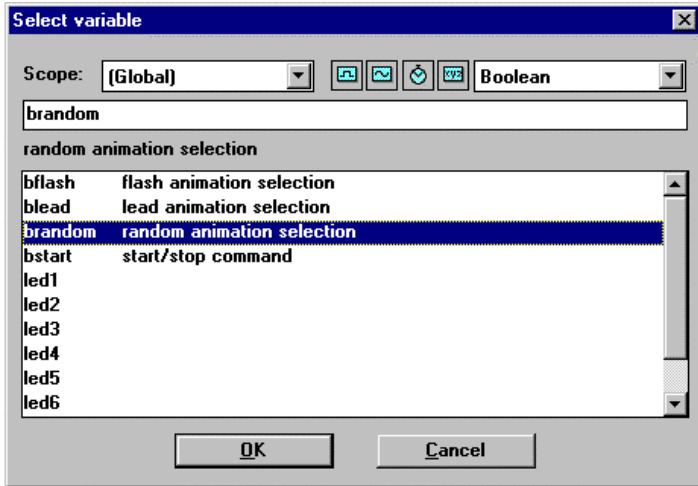 Select variable
Scope: (Global) xyz Boolean
brandom
random animation selection
bflash flash animation selection
blead lead animation selection
brandom random animation selection
bstart start/stop command
led1
led2
led3
led4
led5
led6
OK Cancel